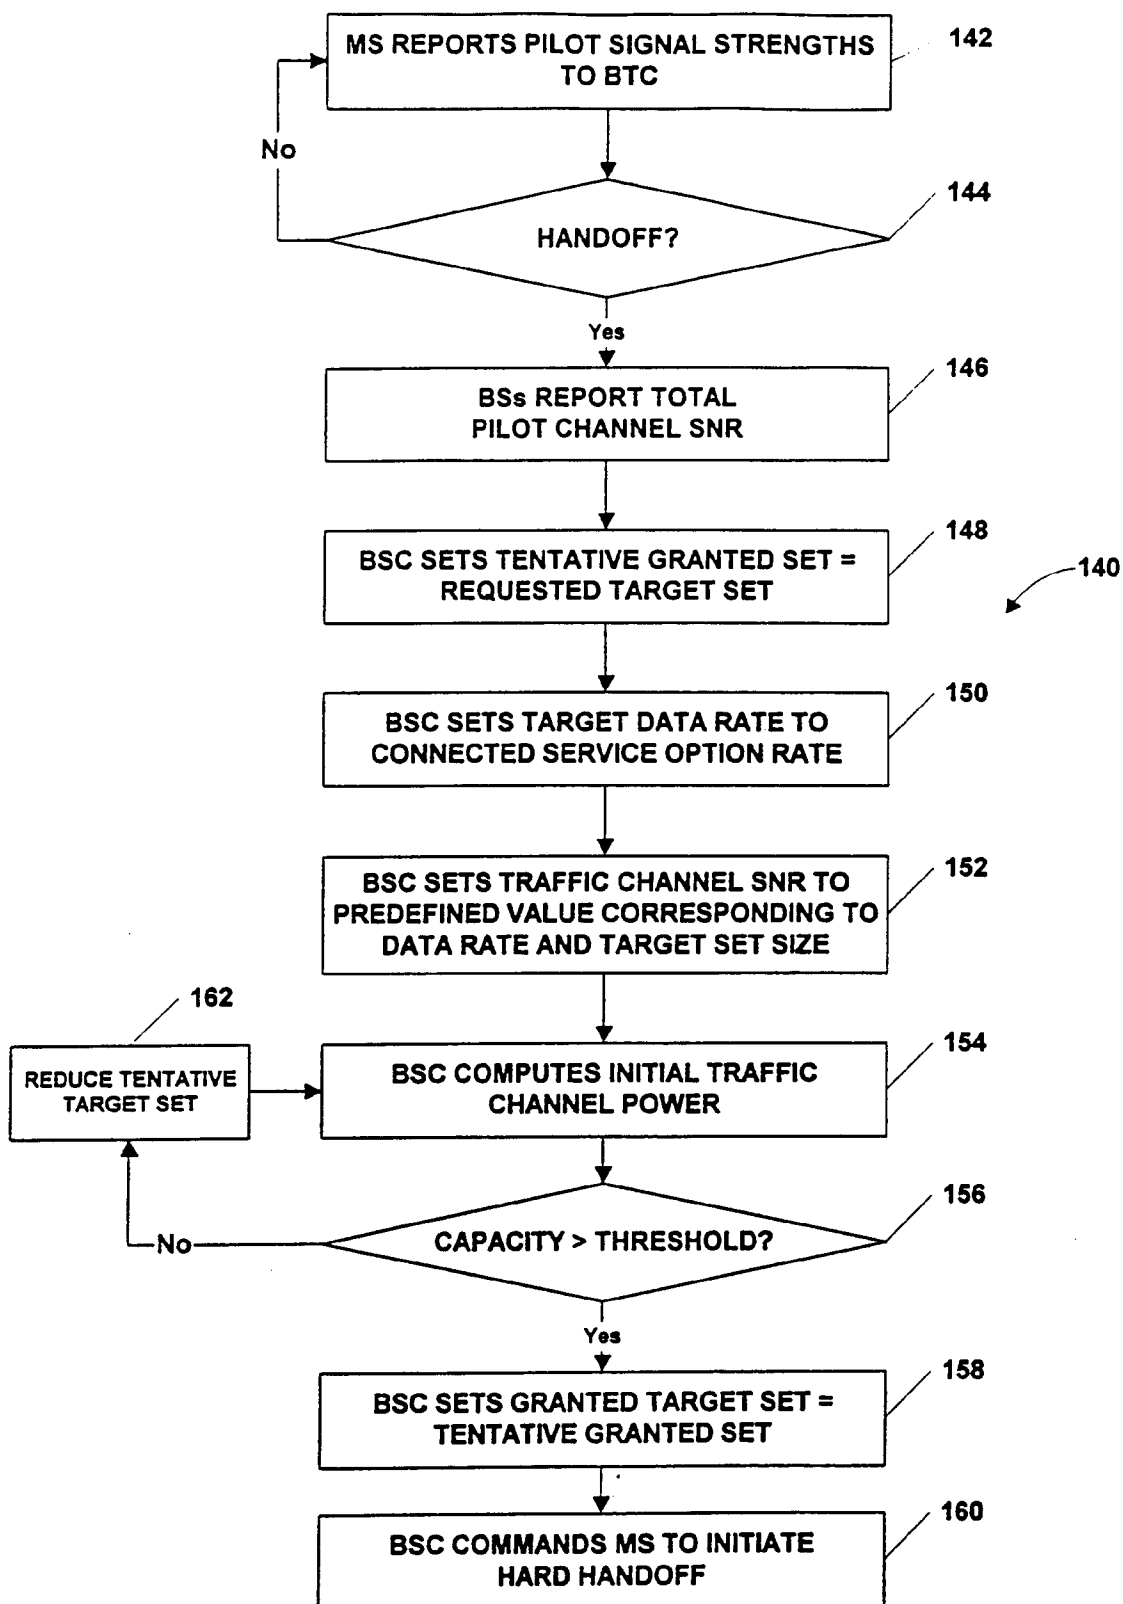 MS REPORTS PILOT SIGNAL STRENGTHS
TO BTC
142
No
144
HANDOFF?
Yes
146
BSs REPORT TOTAL
PILOT CHANNEL SNR
148
BSC SETS TENTATIVE GRANTED SET =
REQUESTED TARGET SET
140
150
BSC SETS TARGET DATA RATE TO
CONNECTED SERVICE OPTION RATE
152
BSC SETS TRAFFIC CHANNEL SNR TO
PREDEFINED VALUE CORRESPONDING TO
DATA RATE AND TARGET SET SIZE
162
REDUCE TENTATIVE
TARGET SET
154
BSC COMPUTES INITIAL TRAFFIC
CHANNEL POWER
156
CAPACITY > THRESHOLD?
No
Yes
158
BSC SETS GRANTED TARGET SET =
TENTATIVE GRANTED SET
160
BSC COMMANDS MS TO INITIATE
HARD HANDOFF